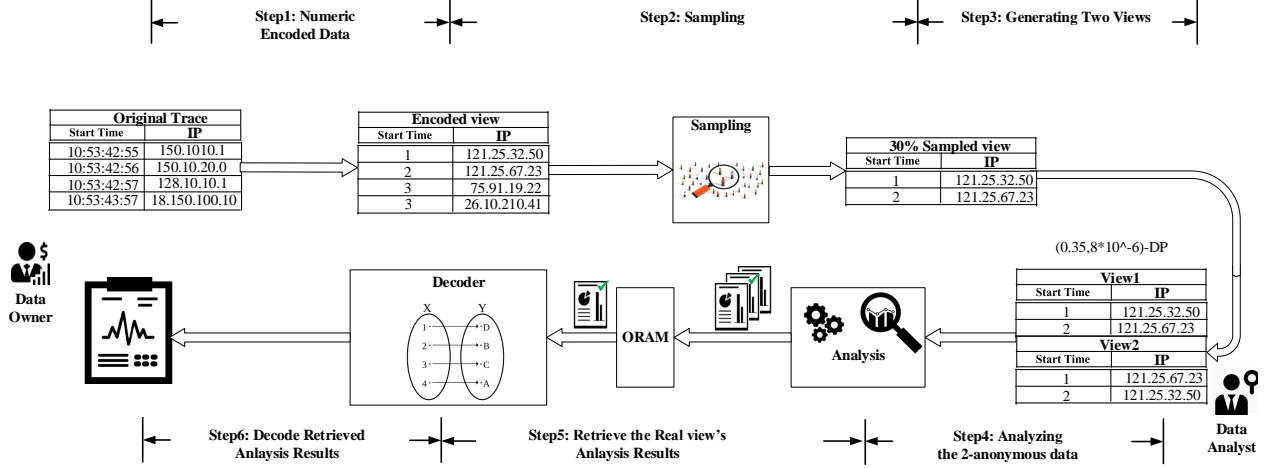 Step1: Numeric
Encoded Data
Step2: Sampling
Step3: Generating Two Views
Original Trace
Start Time IP
10:53:42:55 150.1010.1
10:53:42:56 150.10.20.0
10:53:42:57 128.10.10.1
10:53:43:57 18.150.100.10
Encoded view
Start Time IP
1 121.25.32.50
2 121.25.67.23
3 75.91.19.22
3 26.10.210.41
Sampling
30% Sampled view
Start Time IP
1 121.25.32.50
2 121.25.67.23
(0.35,8*10^-6)-DP
View1
Start Time IP
1 121.25.32.50
2 121.25.67.23
View2
Start Time IP
1 121.25.67.23
2 121.25.32.50
Data
Analyst
Analysis
ORAM
Decoder
X Y
1 D
2 B
3 C
4 A
Data
Owner
Step6: Decode Retrieved
Anlaysis Results
Step5: Retrieve the Real view's
Anlaysis Results
Step4: Analyzing
the 2-anonymous data